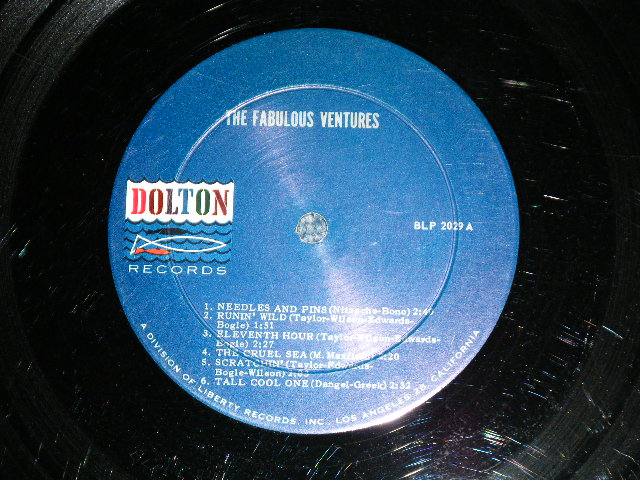 THE FABULOUS VENTURES
DOLTON
RECORDS
BLP 2029 A
1. NEEDLES AND PINS (Nitzsche-Bono) 2:
2. RUNIN' WILD (Taylor-Wilson-Edwards-
Bogle) 1:51
3. ELEVENTH HOUR (Taylor-Wilson-Edwards-
Bogle) 2:27
4. THE CRUEL SEA (M. Maxfield) 2:20
5. SCRATCHIN' (Taylor-Edwards-
Bogle-Wilson)
6. TALL COOL ONE (Dangel-Greek) 2:32
A DIVISION OF LIBERTY RECORDS, INC., LOS ANGELES 28, CALIFORNIA